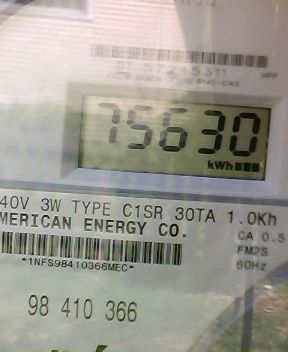 75630
kWh
40V 3W TYPE C1SR 30TA 1.0Kh
MERICAN ENERGY CO.
CA 0.5
FM2S
60Hz
*1NFS98410366MEC*
98 410 366